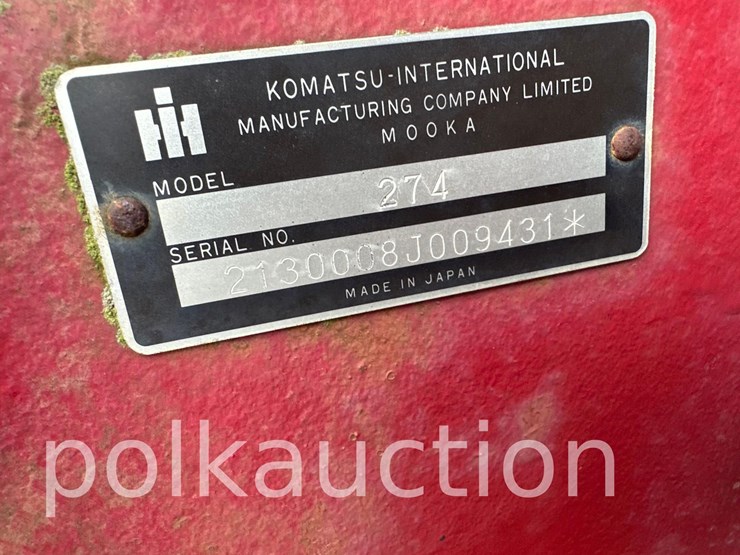 KOMATSU-INTERNATIONAL
MANUFACTURING COMPANY LIMITED
MOOKA
MODEL
274
SERIAL NO.
2130008J009431*
MADE IN JAPAN
polkauction